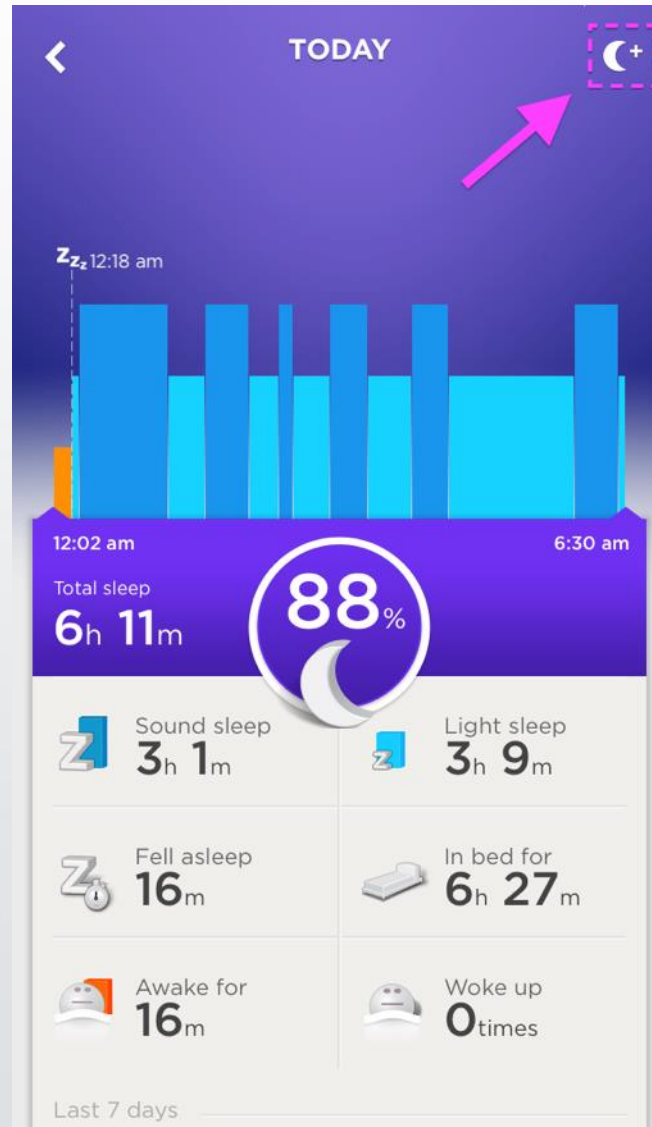 TODAY
+
Zzz 12:18 am
12:02 am 6:30 am
Total sleep
6h 11m
88%
Sound sleep
3h 1m
Light sleep
3h 9m
Fell asleep
16m
In bed for
6h 27m
Awake for
16m
Woke up
0times
Last 7 days